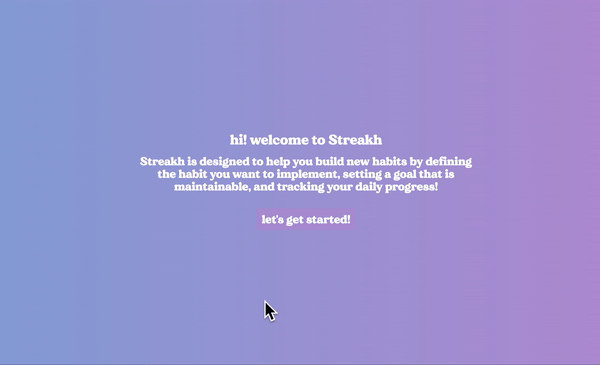 hi! welcome to Streakh
Streakh is designed to help you build new habits by defining
the habit you want to implement, setting a goal that is
maintainable, and tracking your daily progress!
let's get started!